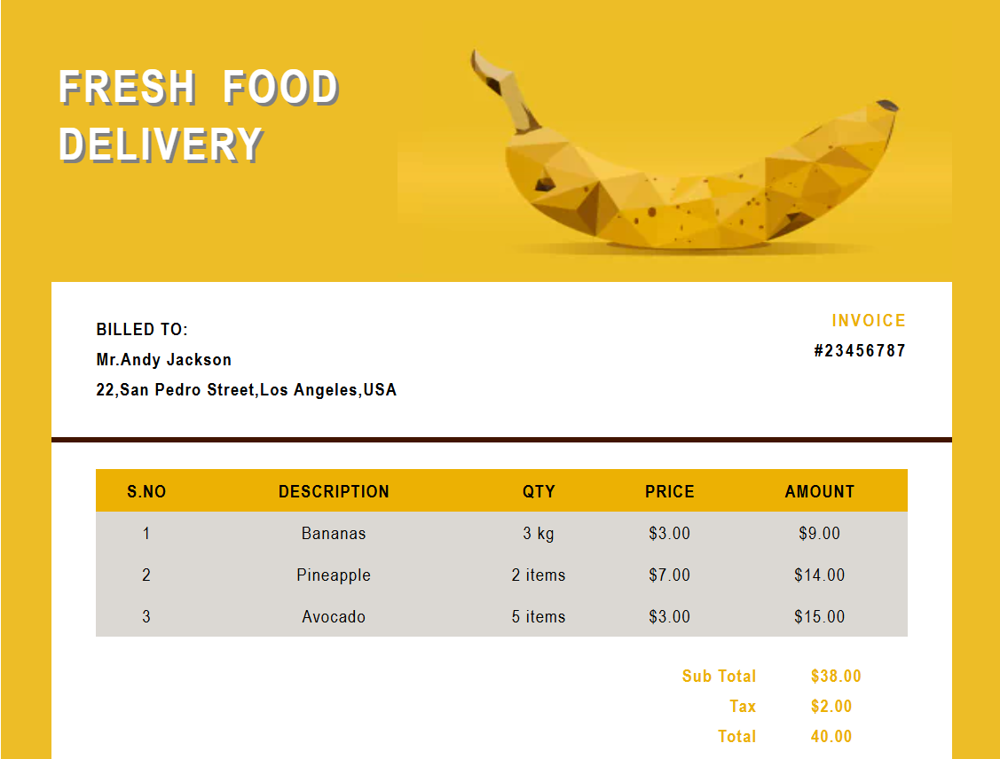 FRESH FOOD
DELIVERY
BILLED TO:
INVOICE
Mr.Andy Jackson
#23456787
22,San Pedro Street,Los Angeles,USA
S.NO DESCRIPTION QTY PRICE AMOUNT
1 Bananas 3 kg $3.00 $9.00
2 Pineapple 2 items $7.00 $14.00
3 Avocado 5 items $3.00 $15.00
Sub Total $38.00
Tax $2.00
Total 40.00